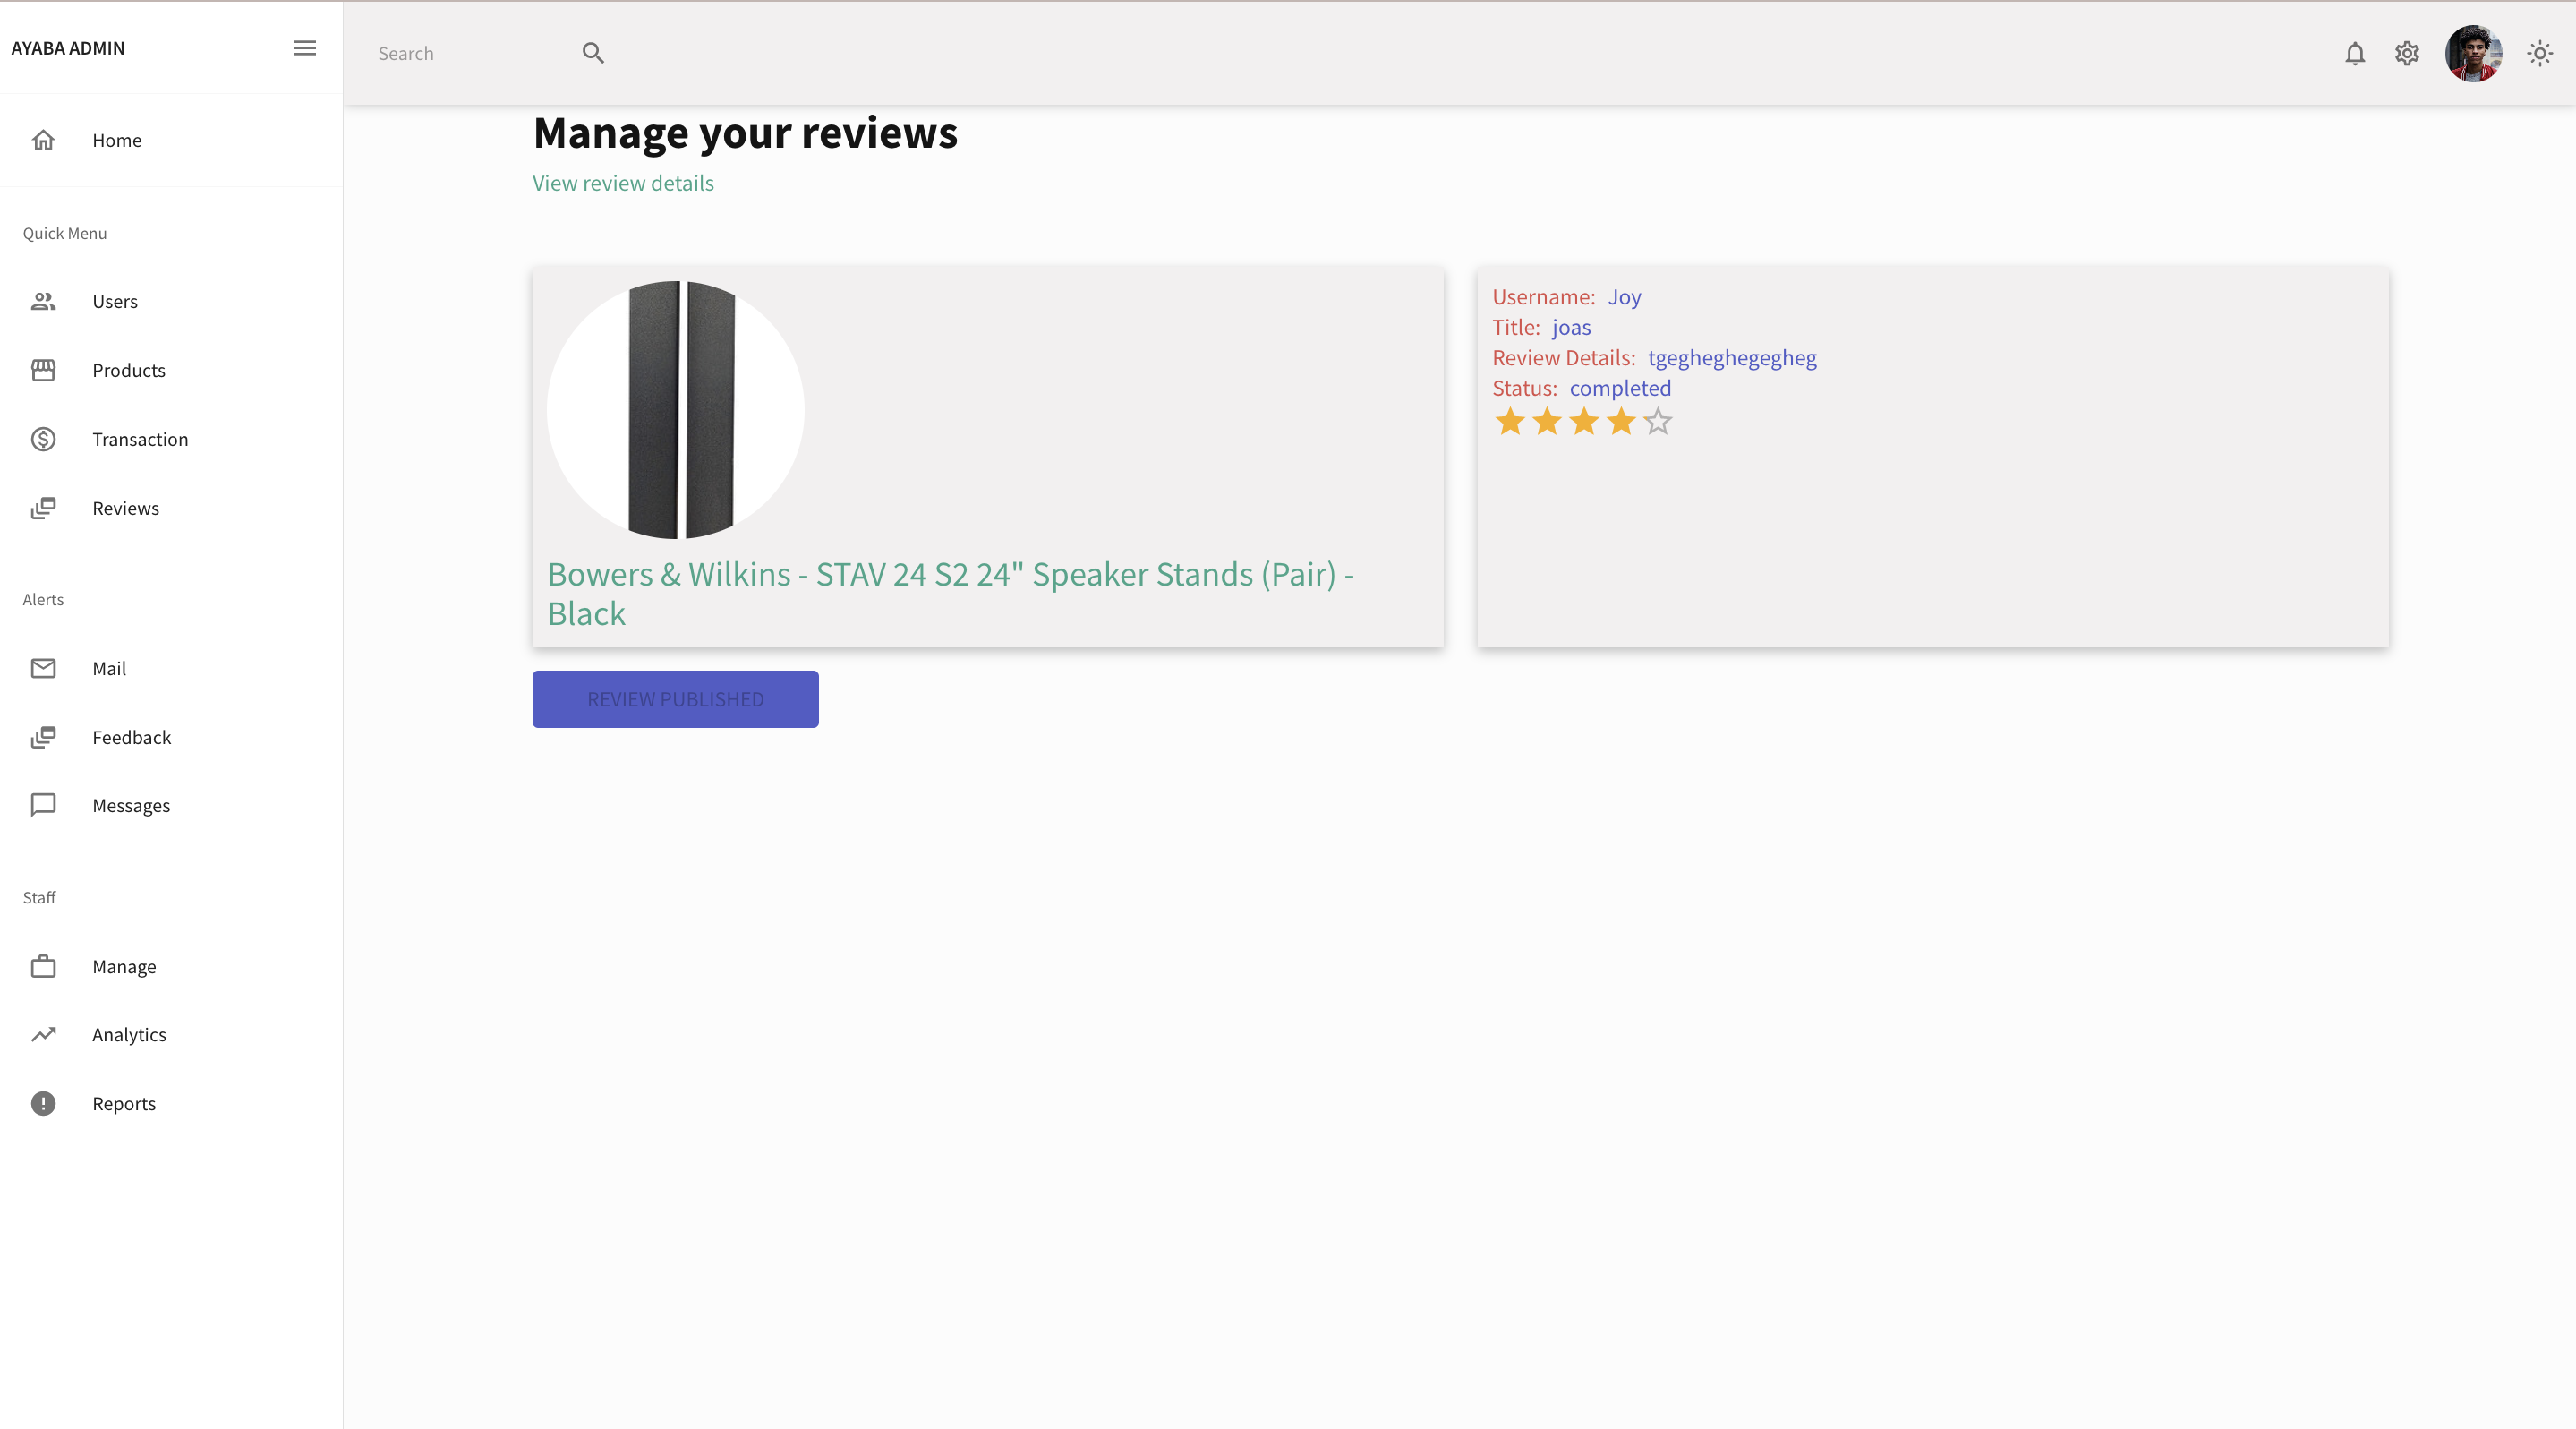 AYABA ADMIN
Search
Home
Quick Menu
Users
Products
Transaction
Reviews
Alerts
Mail
Feedback
Messages
Staff
Manage
Analytics
Reports
Manage your reviews
View review details
Bowers & Wilkins - STAV 24 S2 24" Speaker Stands (Pair) -
Black
Username: Joy
Title: joas
Review Details: tgegheghegegheg
Status: completed
REVIEW PUBLISHED